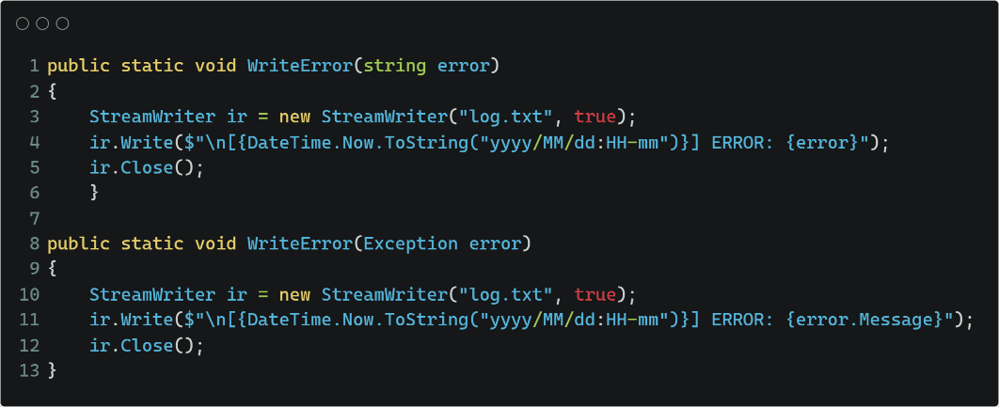 1 public static void WriteError(string error)
2 {
3     StreamWriter ir = new StreamWriter("log.txt", true);
4     ir.Write($"\n[{DateTime.Now.ToString("yyyy/MM/dd:HH-mm")}] ERROR: {error}");
5     ir.Close();
6     }
7
8 public static void WriteError(Exception error)
9 {
10     StreamWriter ir = new StreamWriter("log.txt", true);
11     ir.Write($"\n[{DateTime.Now.ToString("yyyy/MM/dd:HH-mm")}] ERROR: {error.Message}");
12     ir.Close();
13 }